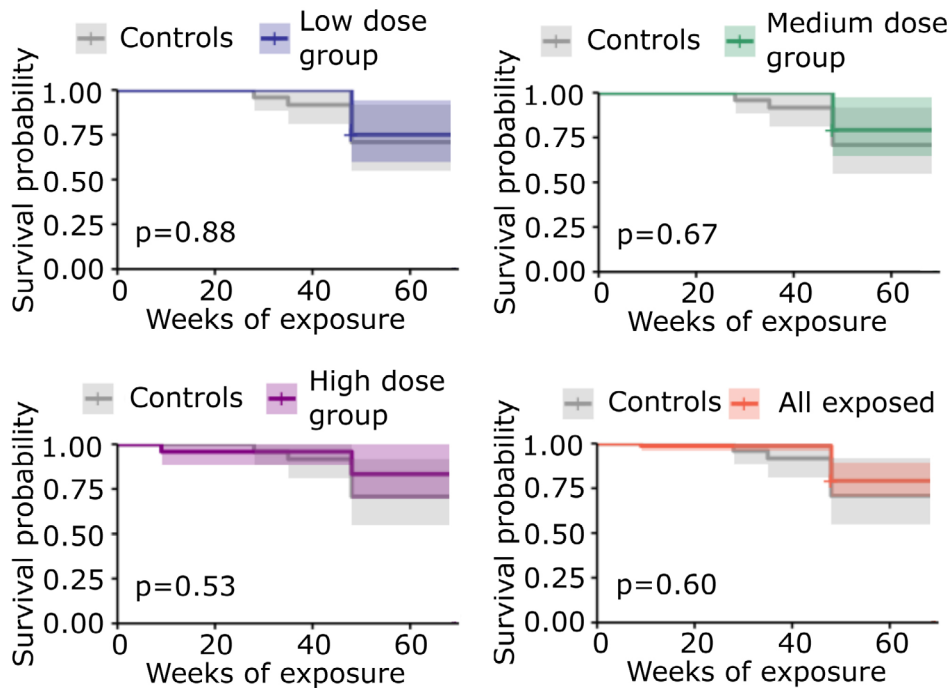 Controls
Low dose
group
Survival probability
1.00
0.75
0.50
0.25
0.00
p=0.88
0 20 40 60
Weeks of exposure
Controls
Medium dose
group
Survival probability
1.00
0.75
0.50
0.25
0.00
p=0.67
0 20 40 60
Weeks of exposure
Controls
High dose
group
Survival probability
1.00
0.75
0.50
0.25
0.00
p=0.53
0 20 40 60
Weeks of exposure
Controls
All exposed
Survival probability
1.00
0.75
0.50
0.25
0.00
p=0.60
0 20 40 60
Weeks of exposure